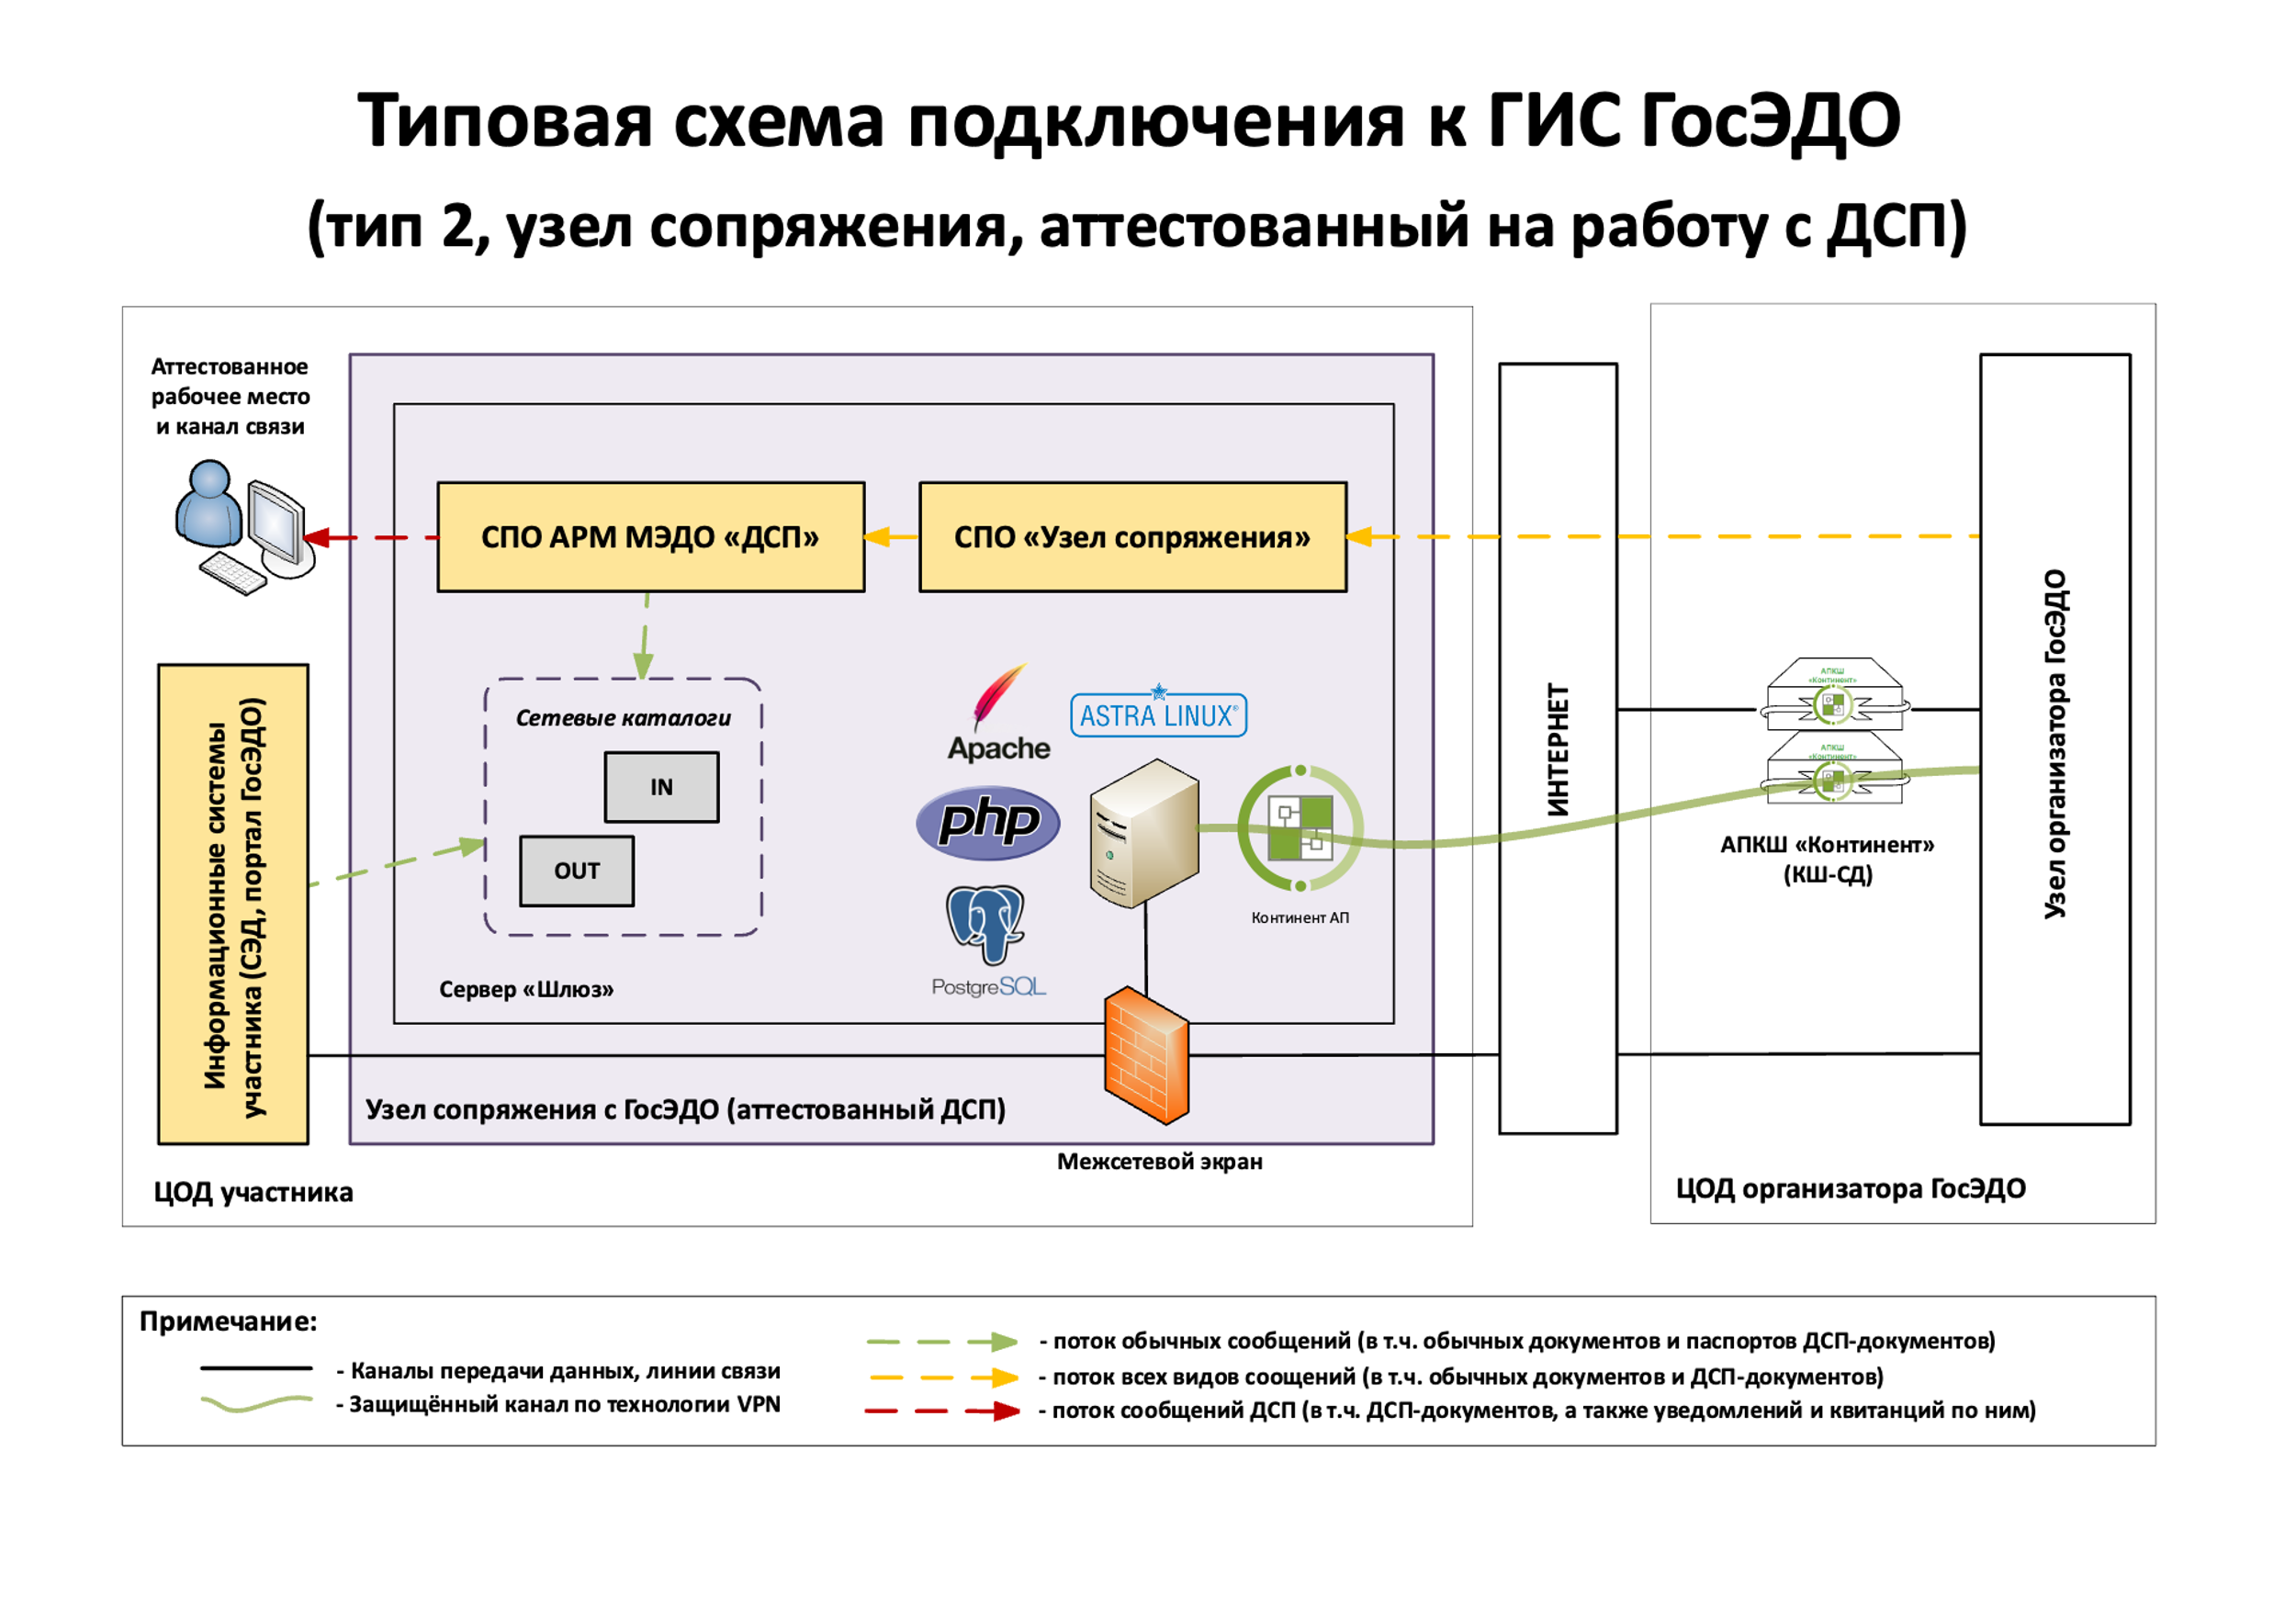 Типовая схема подключения к ГИС ГосЭДО
(тип 2, узел сопряжения, аттестованный на работу с ДСП)
Аттестованное
рабочее место
и канал связи
СПО АРМ МЭДО «ДСП»
СПО «Узел сопряжения»
Информационные системы
участника (СЭД, портал ГосЭДО)
Сетевые каталоги
IN
OUT
Сервер «Шлюз»
Apache
ASTRA LINUX®
php
PostgreSQL
Континент АП
Узел сопряжения с ГосЭДО (аттестованный ДСП)
Межсетевой экран
ЦОД участника
ИНТЕРНЕТ
АПКШ
«Континент»
АПКШ
«Континент»
АПКШ «Континент»
(КШ-СД)
Узел организатора ГосЭДО
ЦОД организатора ГосЭДО
Примечание:
- Каналы передачи данных, линии связи
- Защищённый канал по технологии VPN
- поток обычных сообщений (в т.ч. обычных документов и паспортов ДСП-документов)
- поток всех видов соощений (в т.ч. обычных документов и ДСП-документов)
- поток сообщений ДСП (в т.ч. ДСП-документов, а также уведомлений и квитанций по ним)